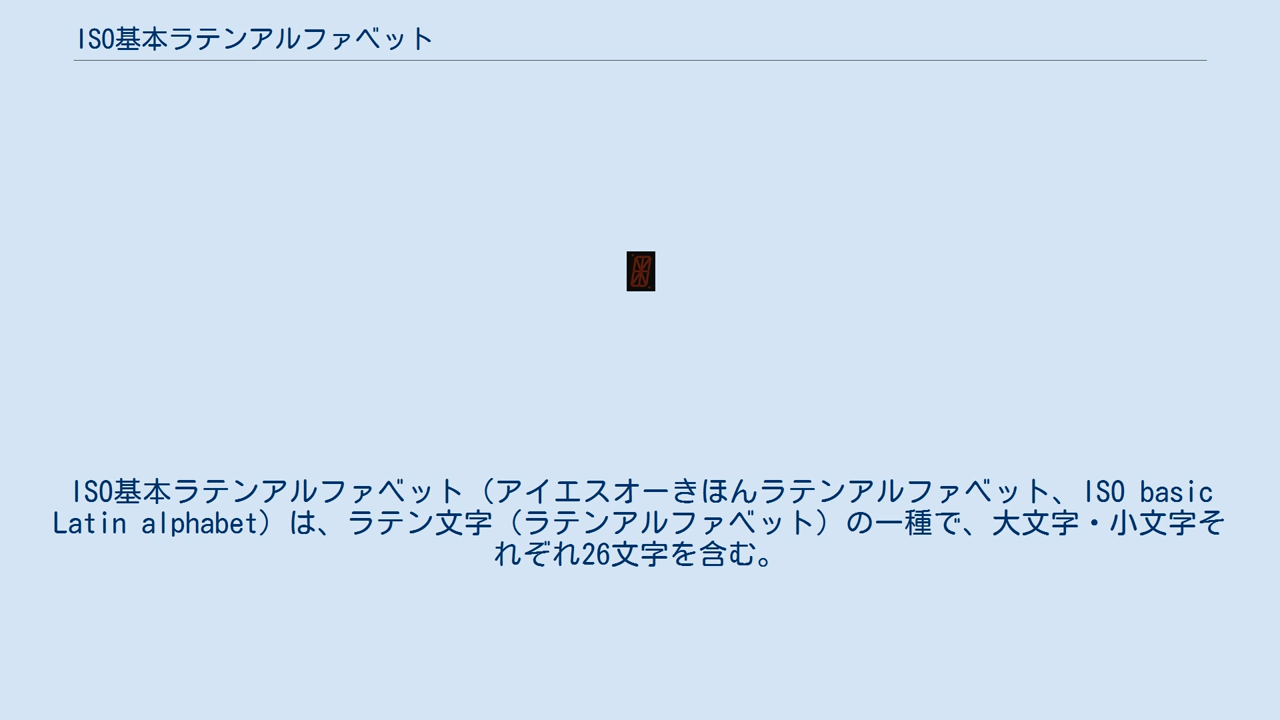 ISO基本ラテンアルファベット
ISO基本ラテンアルファベット（アイエスオーきほんラテンアルファベット、ISO basic
Latin alphabet）は、ラテン文字（ラテンアルファベット）の一種で、大文字・小文字そ
れぞれ26文字を含む。